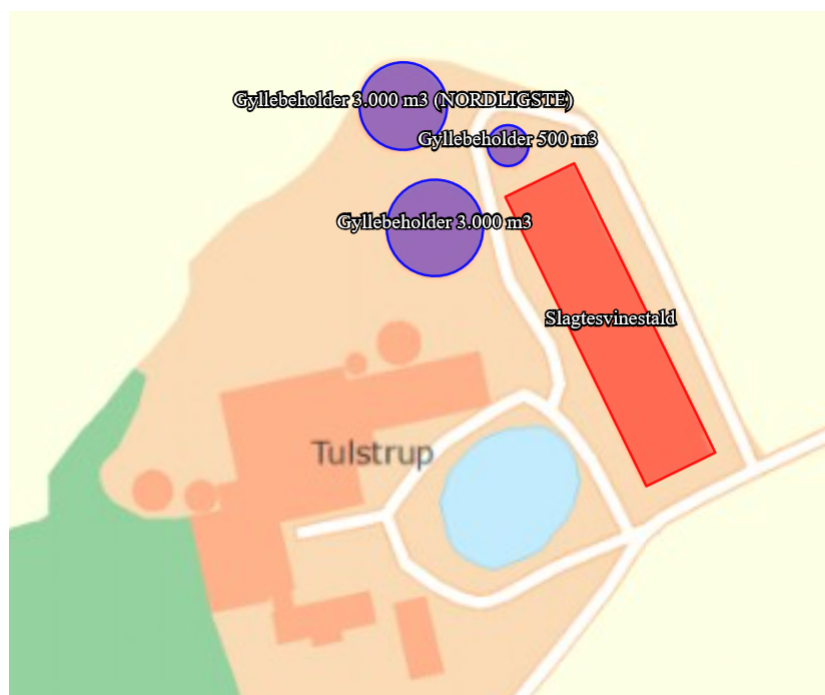 Gyllebeholder 3.000 m3 (NORDLIGSTE)
Gyllebeholder 500 m3
Gyllebeholder 3.000 m3
Slagtesvinestald
Tulstrup